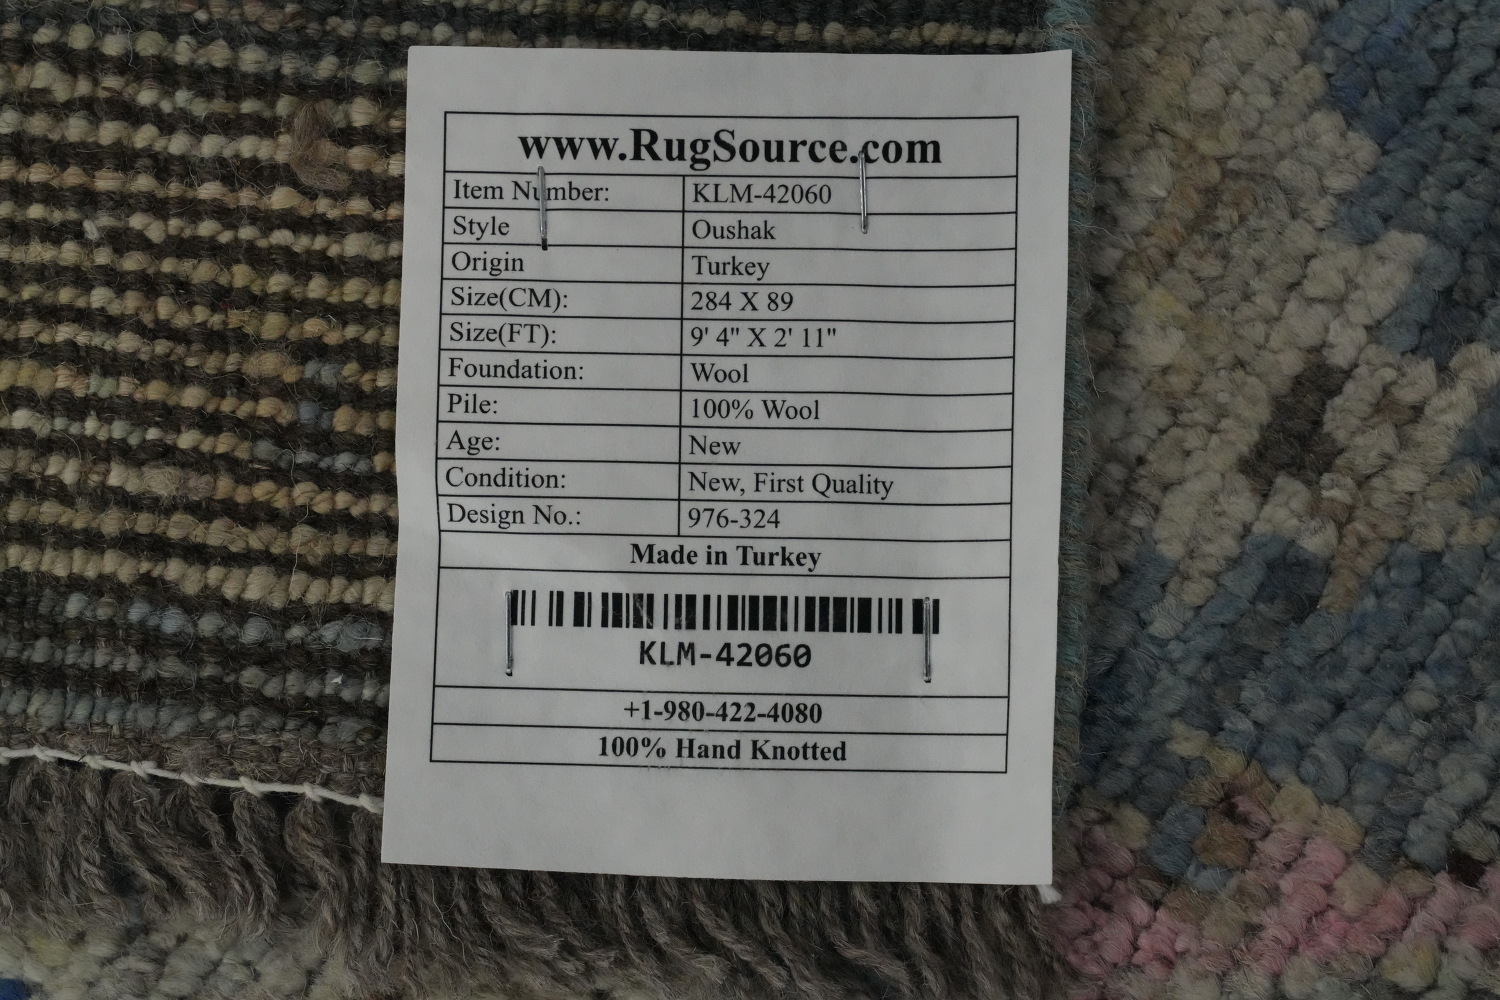 www.RugSource.com
Item Number: KLM-42060
Style Oushak
Origin Turkey
Size(CM): 284 X 89
Size(FT): 9' 4" X 2' 11"
Foundation: Wool
Pile: 100% Wool
Age: New
Condition: New, First Quality
Design No.: 976-324
Made in Turkey
KLM-42060
+1-980-422-4080
100% Hand Knotted